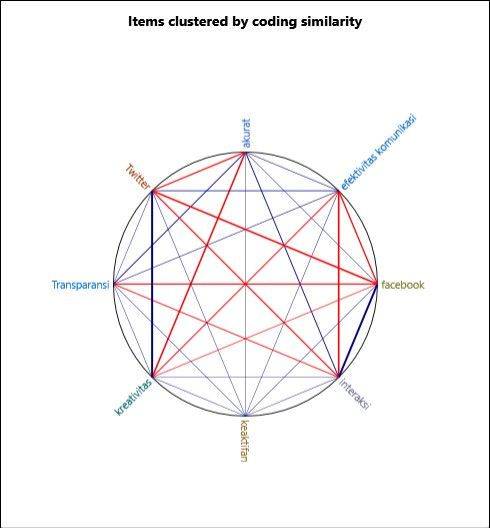 Items clustered by coding similarity
akurat
efektivitas komunikasi
Twitter
Transparansi
facebook
kreativitas
interaksi
keaktifan